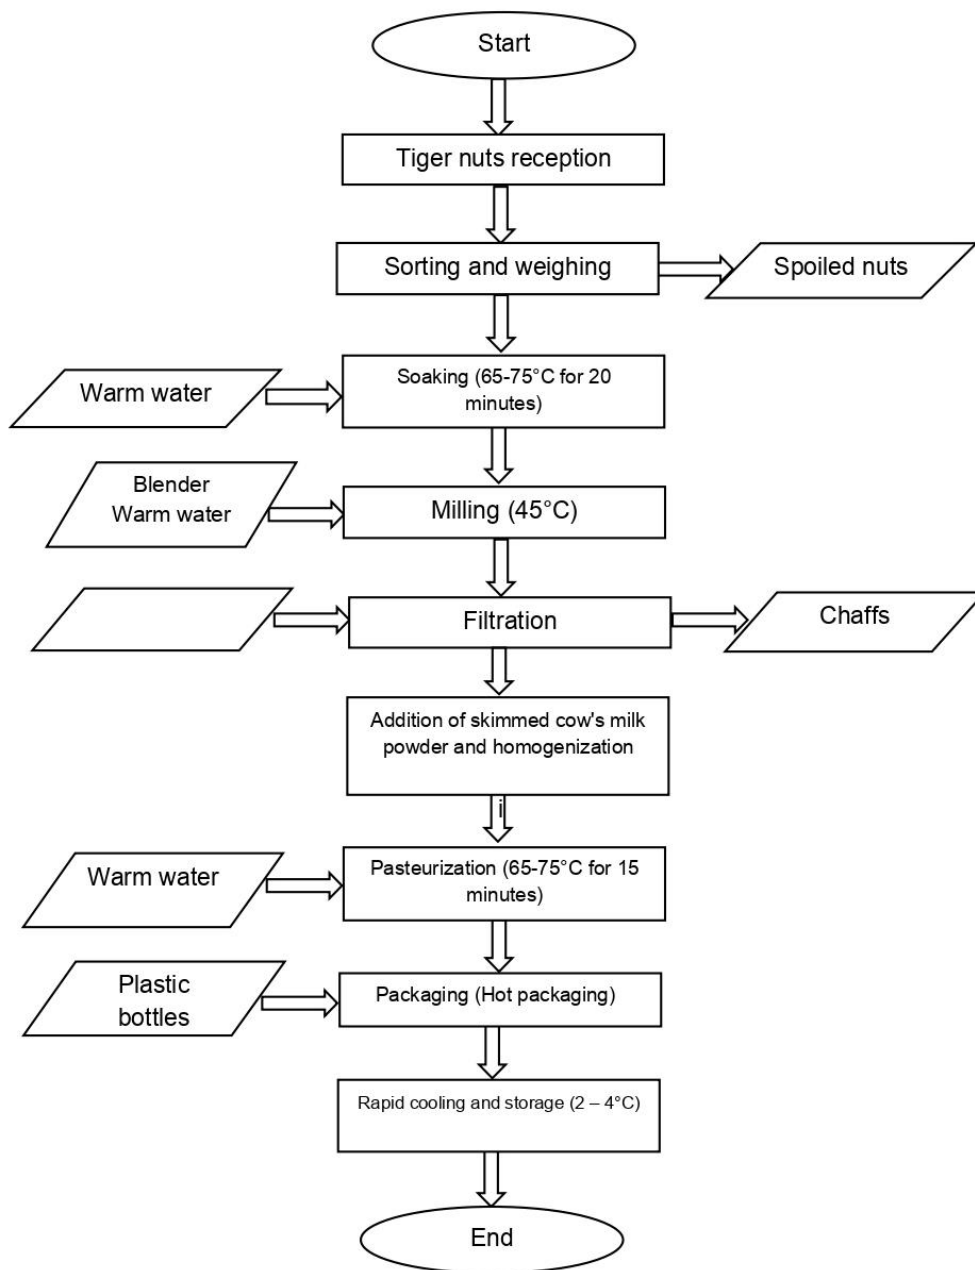 Start
Tiger nuts reception
Sorting and weighing
Spoiled nuts
Warm water
Soaking (65-75°C for 20
minutes)
Blender
Warm water
Milling (45°C)
Filtration
Chaffs
Addition of skimmed cow's milk
powder and homogenization
i
Warm water
Pasteurization (65-75°C for 15
minutes)
Plastic
bottles
Packaging (Hot packaging)
Rapid cooling and storage (2 – 4°C)
End